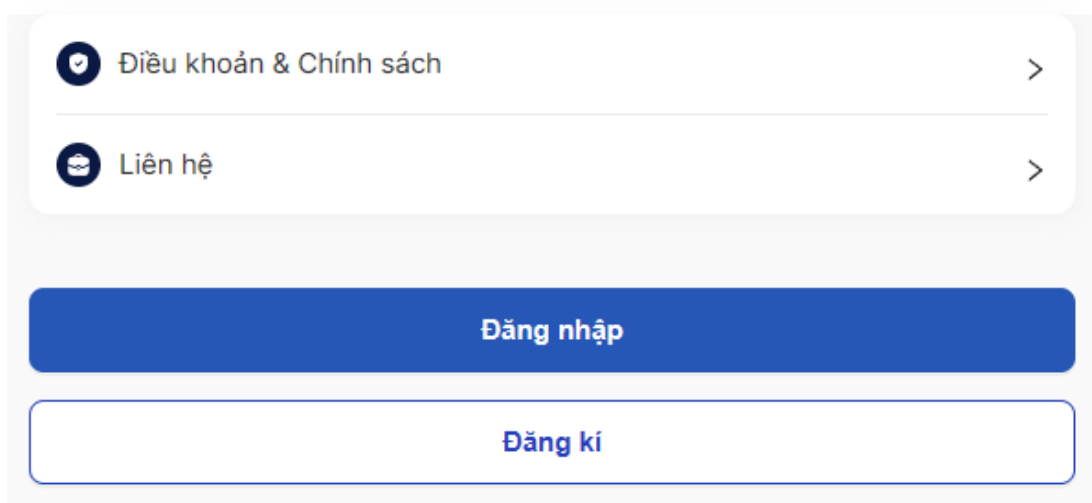 Điều khoản & Chính sách
Liên hệ
Đăng nhập
Đăng kí